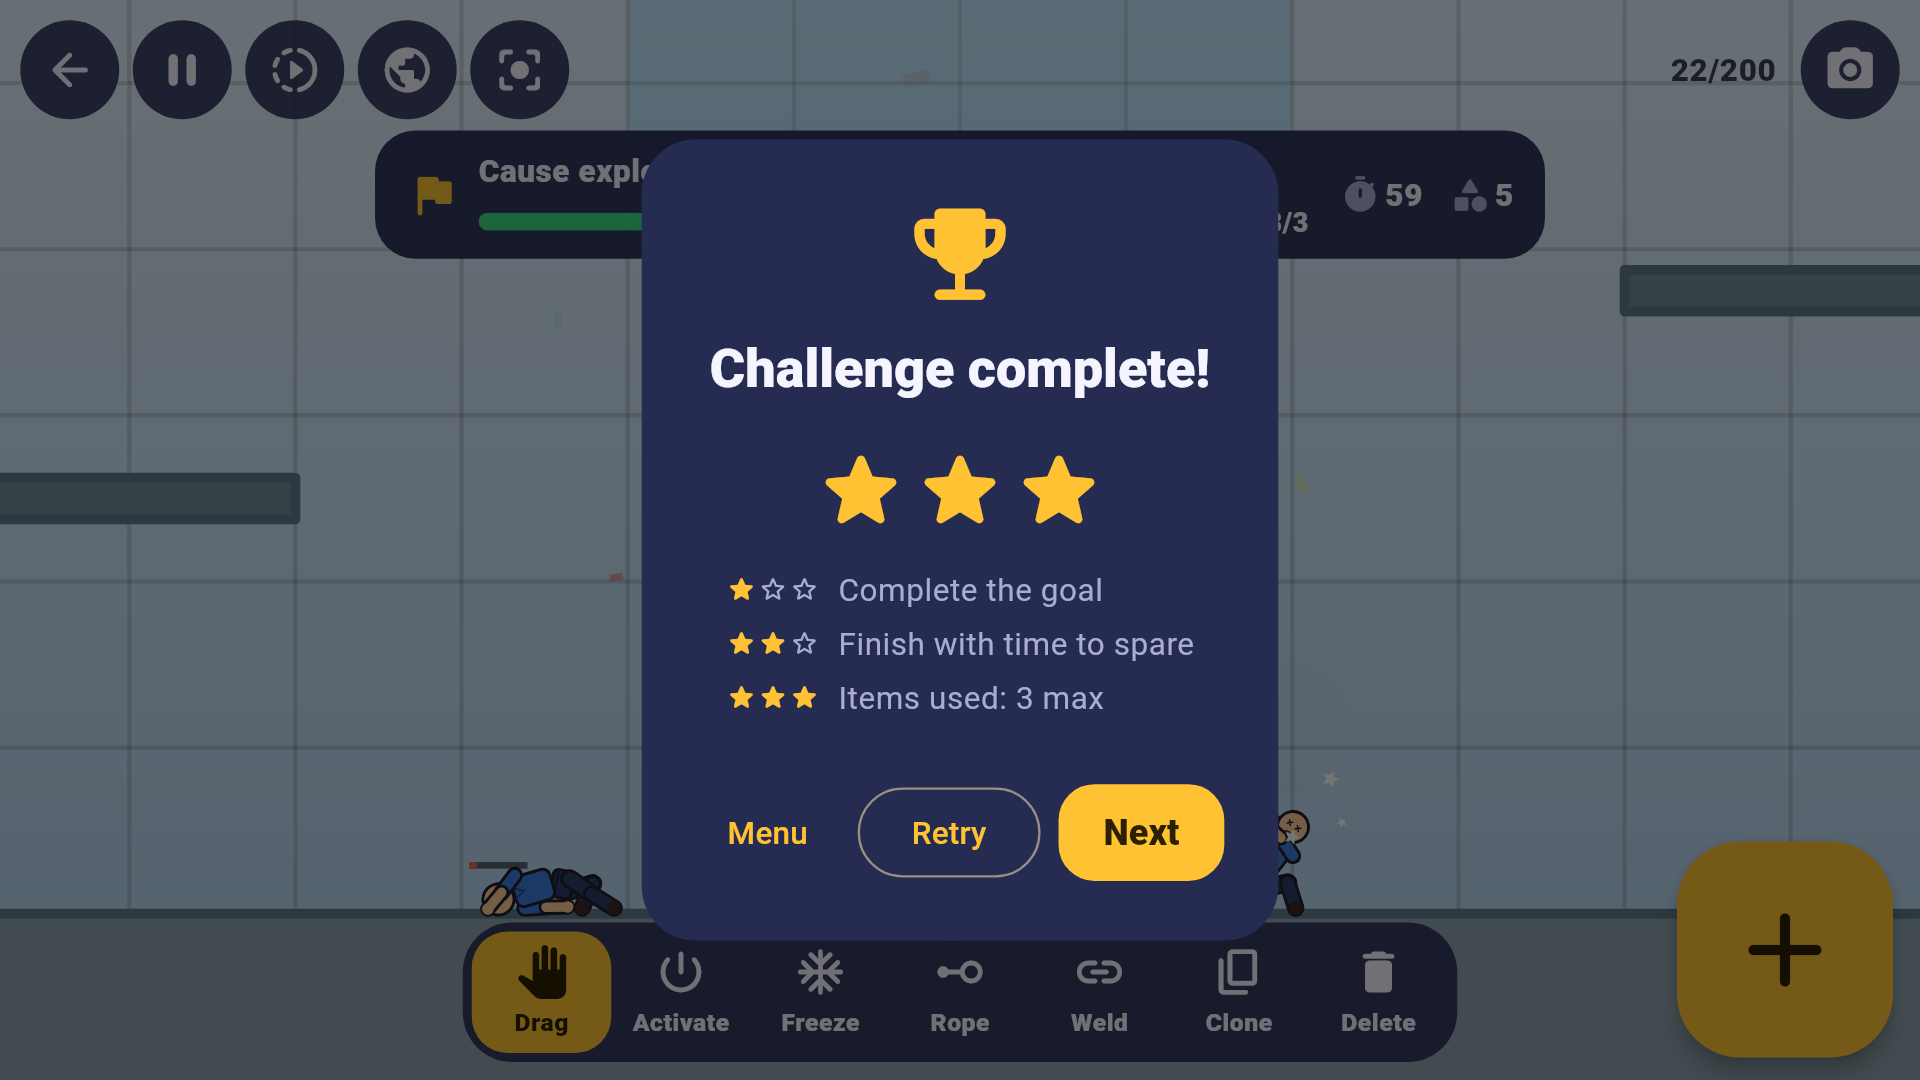 22/200
Cause explo
59
5
/3
Challenge complete!
Complete the goal
Finish with time to spare
Items used: 3 max
Menu
Retry
Next
Drag
Activate
Freeze
Rope
Weld
Clone
Delete